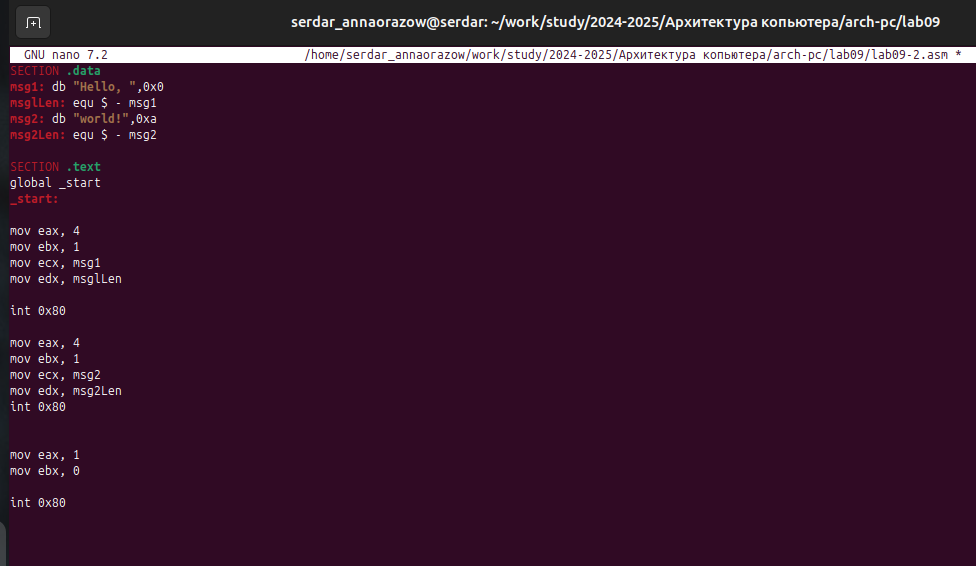 serdar_annaorazow@serdar: ~/work/study/2024-2025/Архитектура копьютера/arch-pc/lab09
GNU nano 7.2 /home/serdar_annaorazow/work/study/2024-2025/Архитектура копьютера/arch-pc/lab09/lab09-2.asm *
SECTION .data
msg1: db "Hello, ",0x0
msglLen: equ $ - msg1
msg2: db "world!",0xa
msg2Len: equ $ - msg2
SECTION .text
global _start
_start:
mov eax, 4
mov ebx, 1
mov ecx, msg1
mov edx, msglLen
int 0x80
mov eax, 4
mov ebx, 1
mov ecx, msg2
mov edx, msg2Len
int 0x80
mov eax, 1
mov ebx, 0
int 0x80